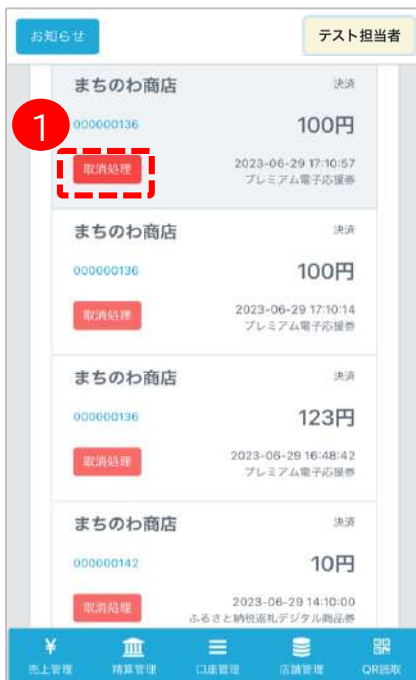 お知らせ
テスト担当者
まちのわ商店
決済
1
000000136
100円
取消処理
2023-06-29 17:10:57
プレミアム電子応援券
まちのわ商店
決済
000000136
100円
取消処理
2023-06-29 17:10:14
プレミアム電子応援券
まちのわ商店
決済
000000136
123円
取消処理
2023-06-29 16:48:42
プレミアム電子応援券
まちのわ商店
決済
000000142
10円
取消処理
2023-06-29 14:10:00
ふるさと納税返礼デジタル商品券
¥
売上管理
精算管理
口座管理
店舗管理
QR読取